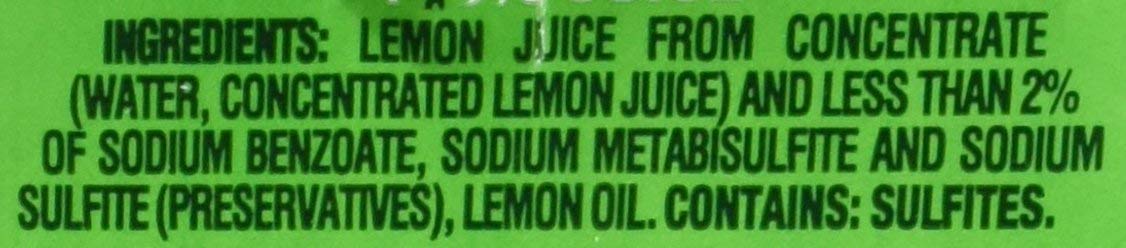 INGREDIENTS: LEMON JUICE FROM CONCENTRATE
(WATER, CONCENTRATED LEMON JUICE) AND LESS THAN 2%
OF SODIUM BENZOATE, SODIUM METABISULFITE AND SODIUM
SULFITE (PRESERVATIVES), LEMON OIL. CONTAINS: SULFITES.